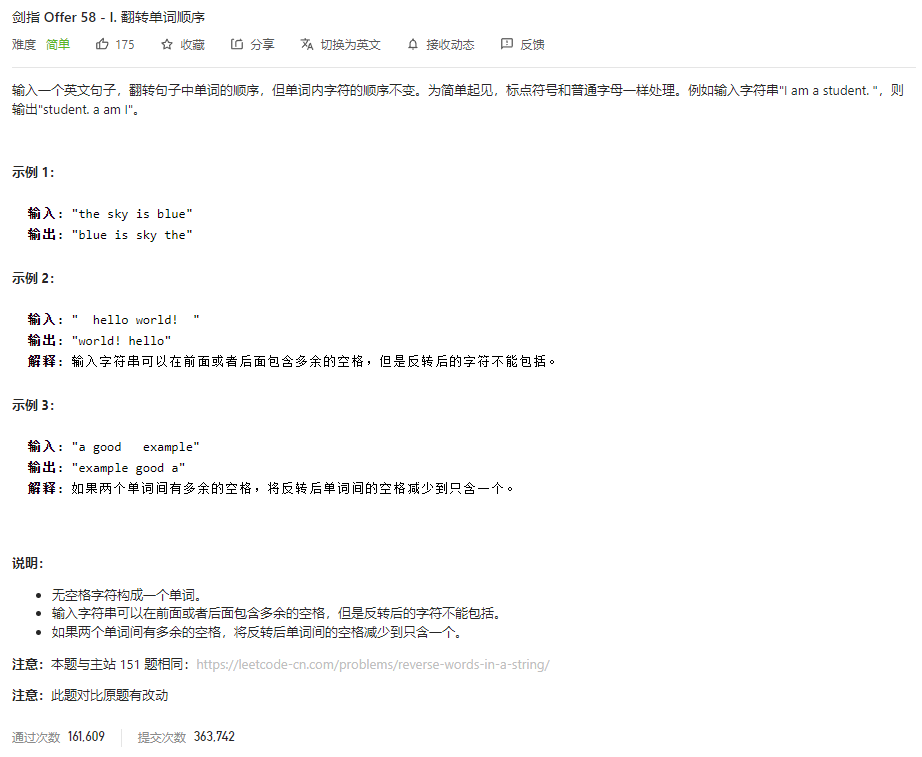 剑指 Offer 58 - I. 翻转单词顺序
难度 简单 175 收藏 分享 切换为英文 接收动态 反馈
输入一个英文句子，翻转句子中单词的顺序，但单词内字符的顺序不变。为简单起见，标点符号和普通字母一样处理。例如输入字符串"I am a student. "，则
输出"student. a am I"。
示例 1：
输入: "the sky is blue"
输出: "blue is sky the"
示例 2：
输入: "  hello world!  "
输出: "world! hello"
解释: 输入字符串可以在前面或者后面包含多余的空格，但是反转后的字符不能包括。
示例 3：
输入: "a good   example"
输出: "example good a"
解释: 如果两个单词间有多余的空格，将反转后单词间的空格减少到只含一个。
说明：
• 无空格字符构成一个单词。
• 输入字符串可以在前面或者后面包含多余的空格，但是反转后的字符不能包括。
• 如果两个单词间有多余的空格，将反转后单词间的空格减少到只含一个。
注意：本题与主站 151 题相同：https://leetcode-cn.com/problems/reverse-words-in-a-string/
注意：此题对比原题有改动
通过次数 161,609 提交次数 363,742